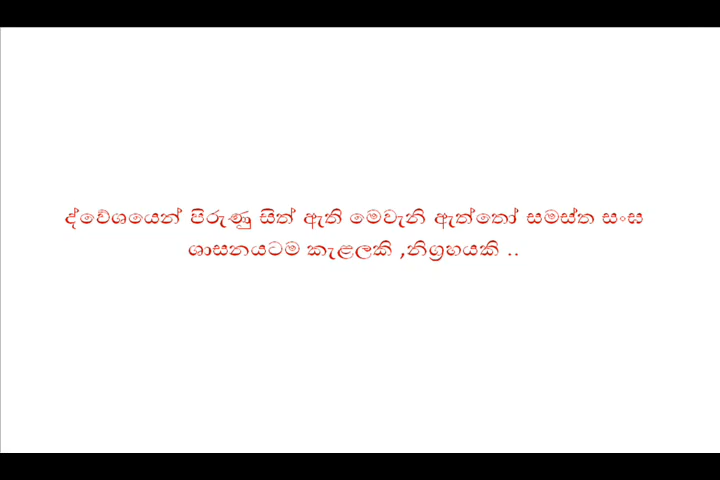 ද්වේශයෙන් පිරුණු සිත් ඇති මෙවැනි ඇත්තෝ සමස්ත සංඝ
ශාසනයටම කැළලකි ,නිග්‍රහයකි ..